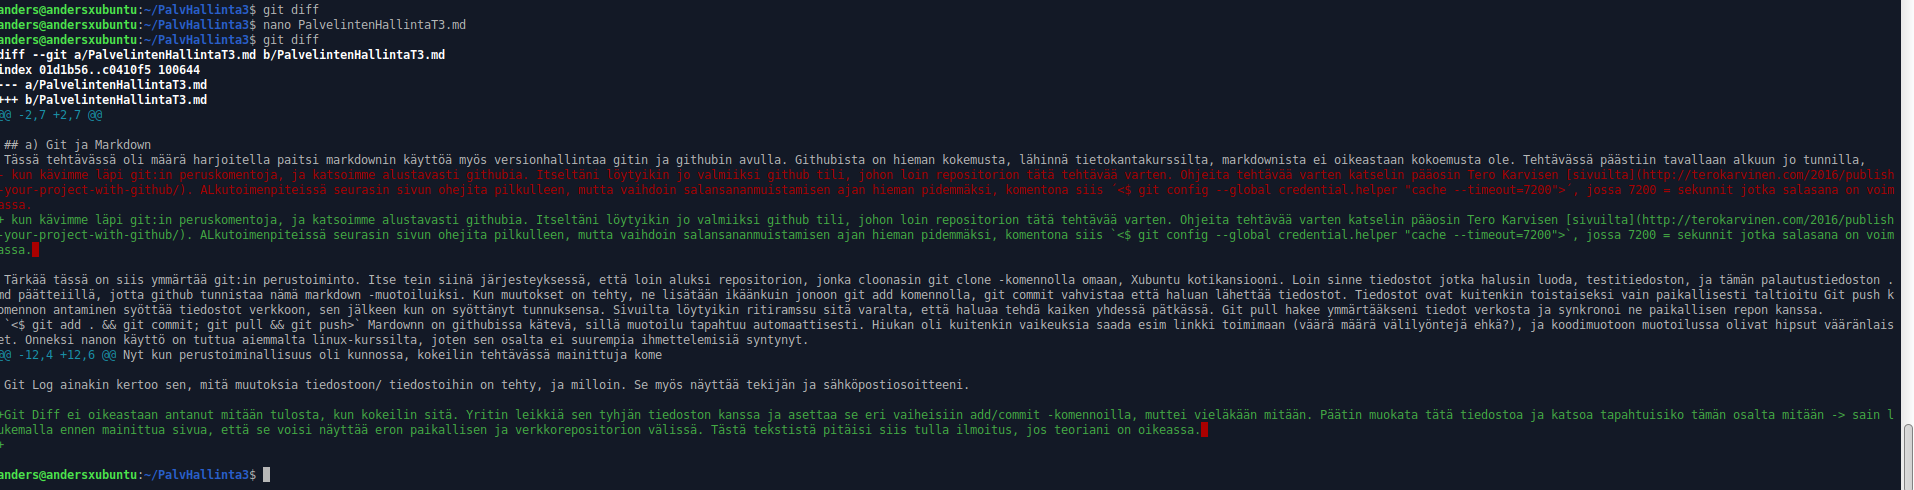 anders@andersxubuntu:~/PalvHallinta3$ git diff
anders@andersxubuntu:~/PalvHallinta3$ nano PalvelintenHallintaT3.md
anders@andersxubuntu:~/PalvHallinta3$ git diff
diff --git a/PalvelintenHallintaT3.md b/PalvelintenHallintaT3.md
index 01d1b56..c0410f5 100644
--- a/PalvelintenHallintaT3.md
+++ b/PalvelintenHallintaT3.md
@@ -2,7 +2,7 @@
## a) Git ja Markdown
Tässä tehtävässä oli määrä harjoitella paitsi markdownin käyttöä myös versionhallintaa gitin ja githubin avulla. Githubista on hieman kokemusta, lähinnä tietokantakurssilta, markdownista ei oikeastaan kokoemusta ole. Tehtävässä päästiin tavallaan alkuun jo tunnilla,
- kun kävimme läpi git:in peruskomentoja, ja katsoimme alustavasti githubia. Itseltäni löytyikin jo valmiiksi github tili, johon loin repositorion tätä tehtävää varten. Ohjeita tehtävää varten katselin pääosin Tero Karvisen [sivuilta](http://terokarvinen.com/2016/publish
-your-project-with-github/). ALkutoimenpiteissä seurasin sivun ohejita pilkulleen, mutta vaihdoin salansananmuistamisen ajan hieman pidemmäksi, komentona siis `<$ git config --global credential.helper "cache --timeout=7200">`, jossa 7200 = sekunnit jotka salasana on voim
assa.
+ kun kävimme läpi git:in peruskomentoja, ja katsoimme alustavasti githubia. Itseltäni löytyikin jo valmiiksi github tili, johon loin repositorion tätä tehtävää varten. Ohjeita tehtävää varten katselin pääosin Tero Karvisen [sivuilta](http://terokarvinen.com/2016/publish
-your-project-with-github/). ALkutoimenpiteissä seurasin sivun ohejita pilkulleen, mutta vaihdoin salansananmuistamisen ajan hieman pidemmäksi, komentona siis `<$ git config --global credential.helper "cache --timeout=7200">`, jossa 7200 = sekunnit jotka salasana on voim
assa.
Tärkää tässä on siis ymmärtää git:in perustoiminto. Itse tein siinä järjesteyksessä, että loin aluksi repositorion, jonka cloonasin git clone -komennolla omaan, Xubuntu kotikansiooni. Loin sinne tiedostot jotka halusin luoda, testitiedoston, ja tämän palautustiedoston .
md päätteiillä, jotta github tunnistaa nämä markdown -muotoiluiksi. Kun muutokset on tehty, ne lisätään ikäänkuin jonoon git add komennolla, git commit vahvistaa että haluan lähettää tiedostot. Tiedostot ovat kuitenkin toistaiseksi vain paikallisesti taltioitu Git push k
omennon antaminen syöttää tiedostot verkkoon, sen jälkeen kun on syöttänyt tunnuksensa. Sivuilta löytyikin ritiramssu sitä varalta, että haluaa tehdä kaiken yhdessä pätkässä. Git pull hakee ymmärtääkseni tiedot verkosta ja synkronoi ne paikallisen repon kanssa.
`<$ git add . && git commit; git pull && git push>` Mardownn on githubissa kätevä, sillä muotoilu tapahtuu automaattisesti. Hiukan oli kuitenkin vaikeuksia saada esim linkki toimimaan (väärä määrä välilyöntejä ehkä?), ja koodimuotoon muotoilussa olivat hipsut vääränlais
et. Onneksi nanon käyttö on tuttua aiemmalta linux-kurssilta, joten sen osalta ei suurempia ihmettelemisiä syntynyt.
@@ -12,4 +12,6 @@ Nyt kun perustoiminallisuus oli kunnossa, kokeilin tehtävässä mainittuja kome
Git Log ainakin kertoo sen, mitä muutoksia tiedostoon/ tiedostoihin on tehty, ja milloin. Se myös näyttää tekijän ja sähköpostiosoitteeni.
+Git Diff ei oikeastaan antanut mitään tulosta, kun kokeilin sitä. Yritin leikkiä sen tyhjän tiedoston kanssa ja asettaa se eri vaiheisiin add/commit -komennoilla, muttei vieläkään mitään. Päätin muokata tätä tiedostoa ja katsoa tapahtuisiko tämän osalta mitään -> sain l
ukemalla ennen mainittua sivua, että se voisi näyttää eron paikallisen ja verkkorepositorion välissä. Tästä tekstistä pitäisi siis tulla ilmoitus, jos teoriani on oikeassa.
+
anders@andersxubuntu:~/PalvHallinta3$